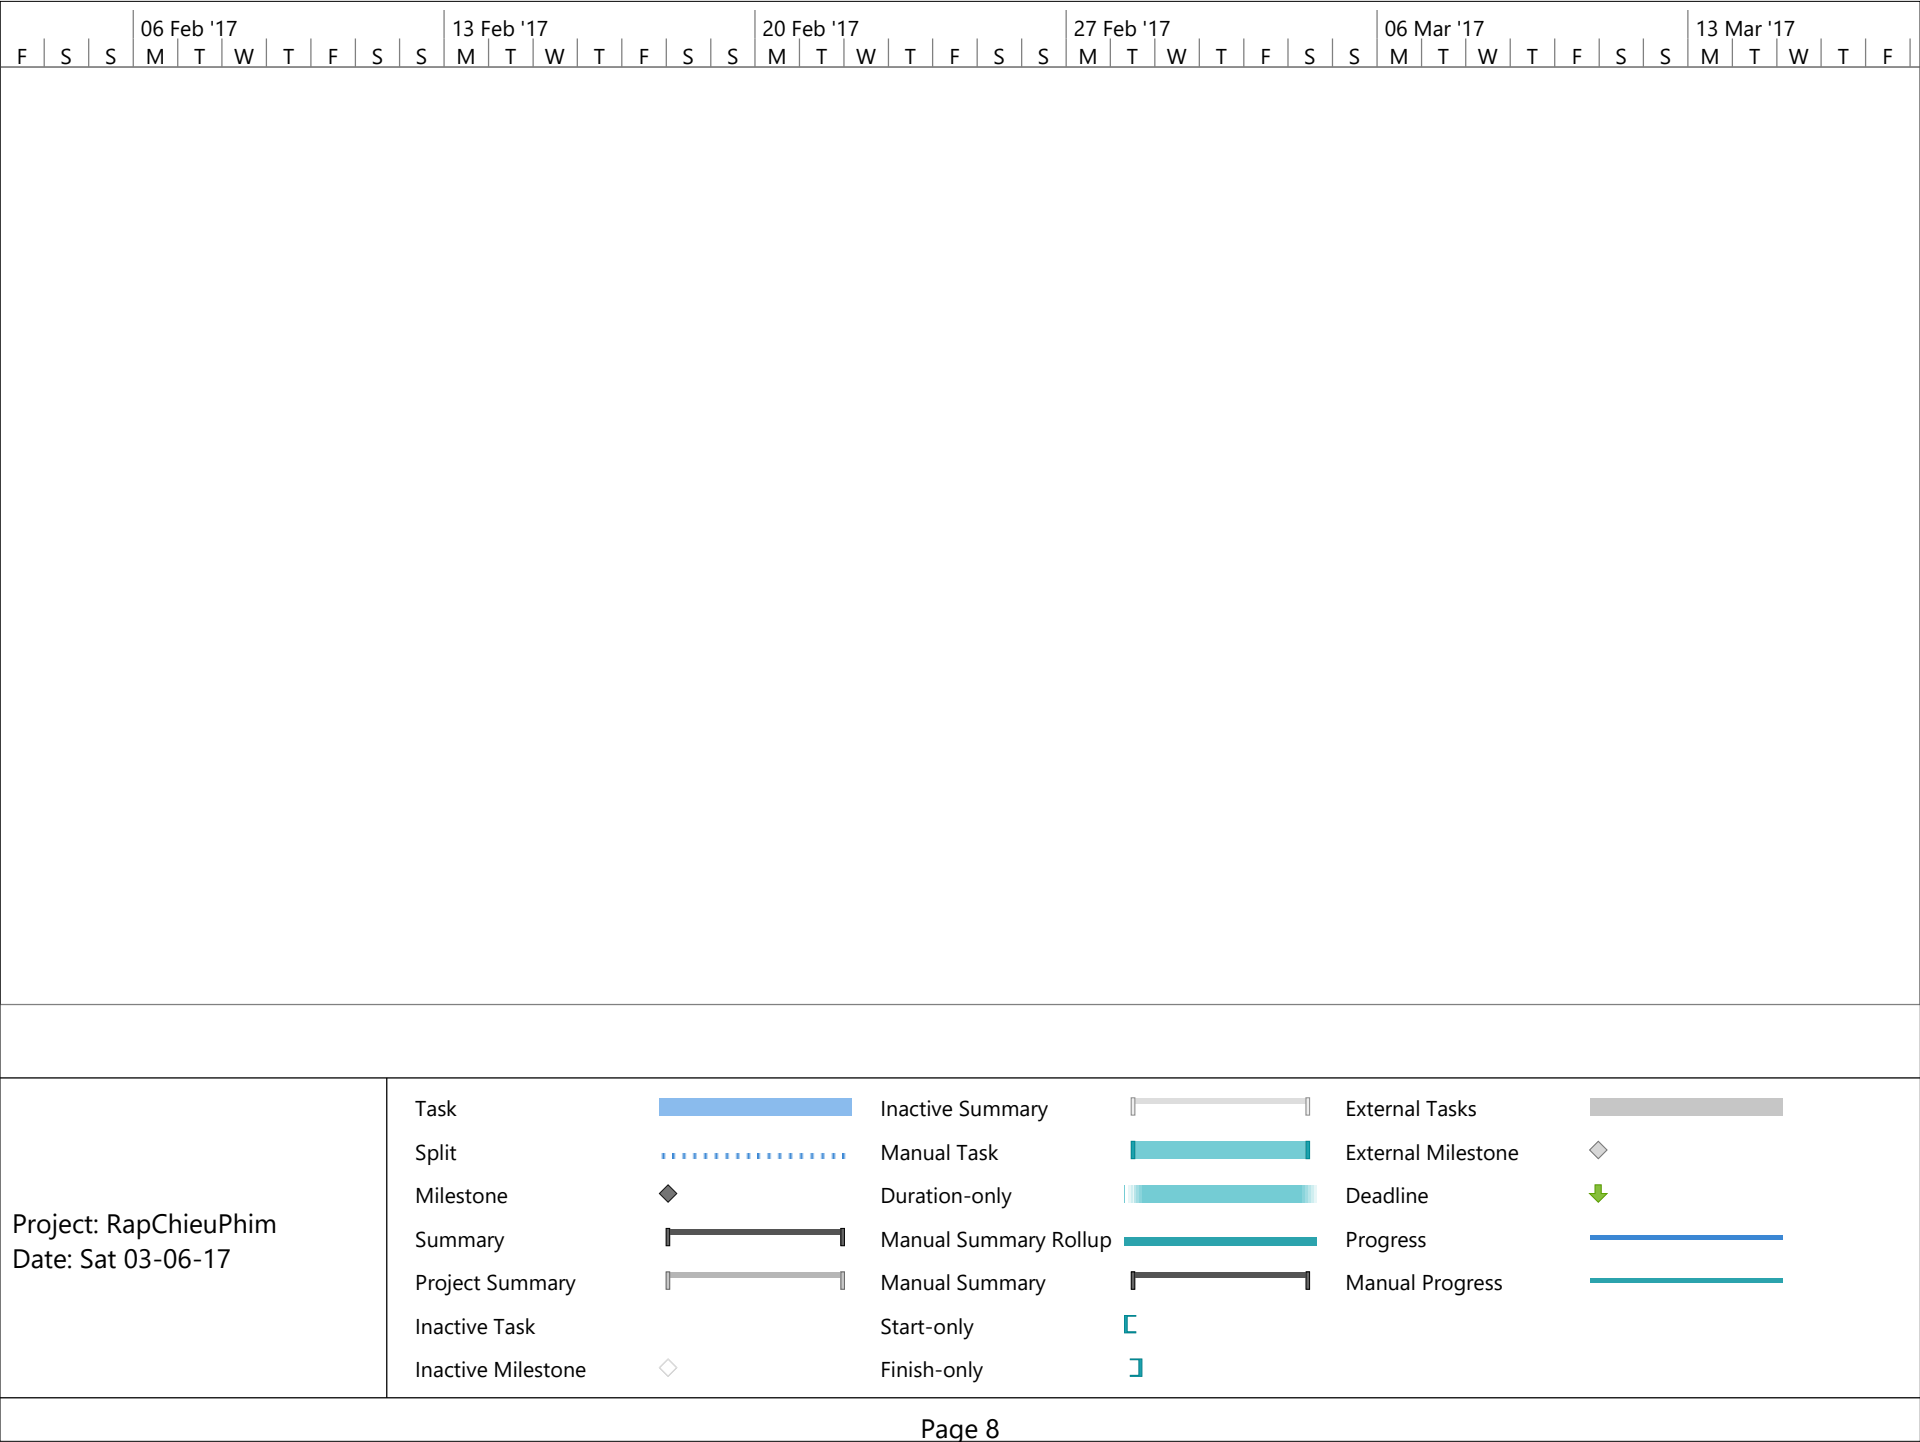 06 Feb '17 13 Feb '17 20 Feb '17 27 Feb '17 06 Mar '17 13 Mar '17
F S S M T W T F S S M T W T F S S M T W T F S S M T W T F S S M T W T F S S M T W T F
Project: RapChieuPhim
Date: Sat 03-06-17
Task
Split
Milestone
Summary
Project Summary
Inactive Task
Inactive Milestone
Inactive Summary
Manual Task
Duration-only
Manual Summary Rollup
Manual Summary
Start-only
Finish-only
External Tasks
External Milestone
Deadline
Progress
Manual Progress
Page 8